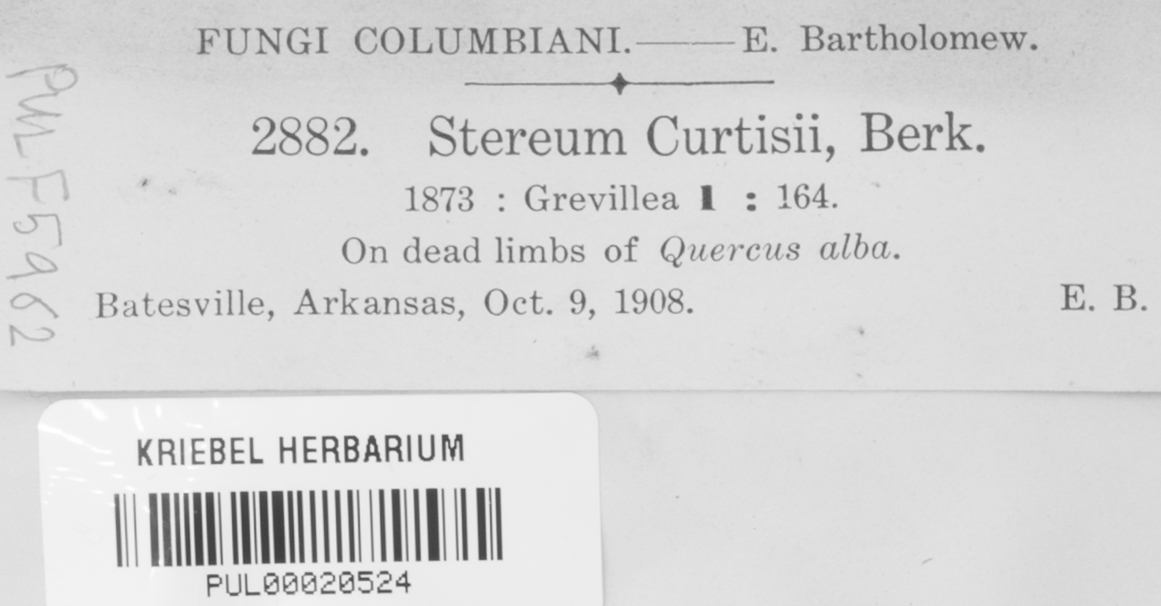 FUNGI COLUMBIANI.——E. Bartholomew.
2882. Stereum Curtisii, Berk.
1873 : Grevillea 1 : 164.
On dead limbs of Quercus alba.
Batesville, Arkansas, Oct. 9, 1908. E. B.
PUL F5962
KRIEBEL HERBARIUM
PUL00020524